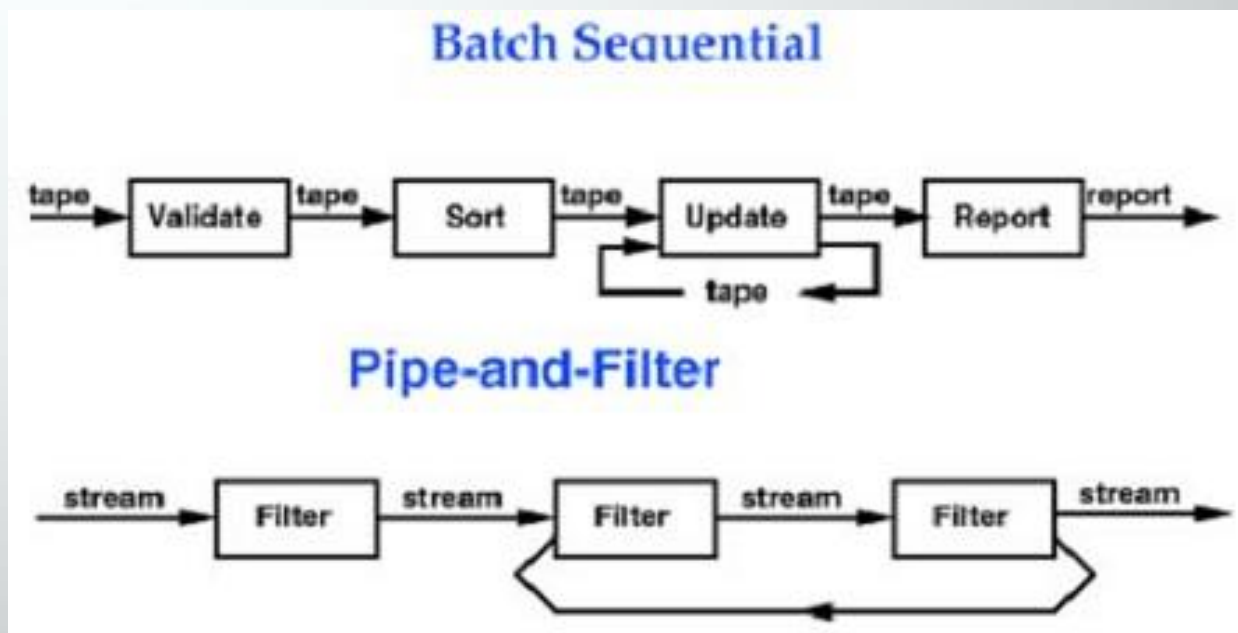 Batch Sequential
tape Validate tape Sort tape Update tape Report report
tape
Pipe-and-Filter
stream Filter stream Filter stream Filter stream